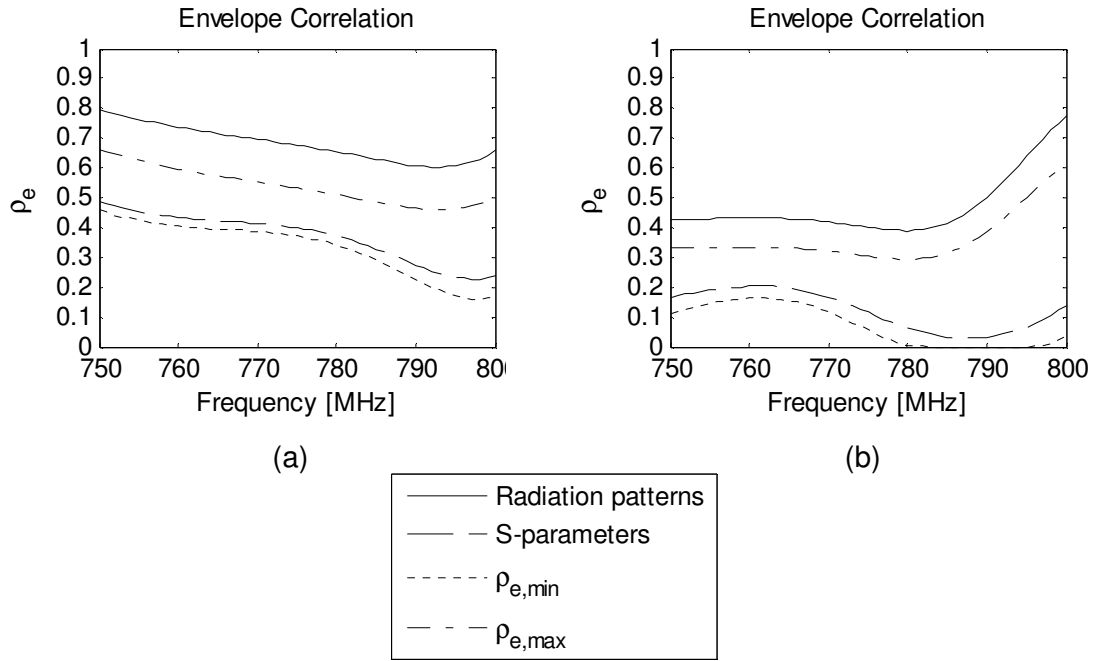 Envelope Correlation
1
0.9
0.8
0.7
0.6
0.5
0.4
0.3
0.2
0.1
0
ρe
750 760 770 780 790 800
Frequency [MHz]
(a)
Envelope Correlation
1
0.9
0.8
0.7
0.6
0.5
0.4
0.3
0.2
0.1
0
ρe
750 760 770 780 790 800
Frequency [MHz]
(b)
Radiation patterns
S-parameters
ρe,min
ρe,max